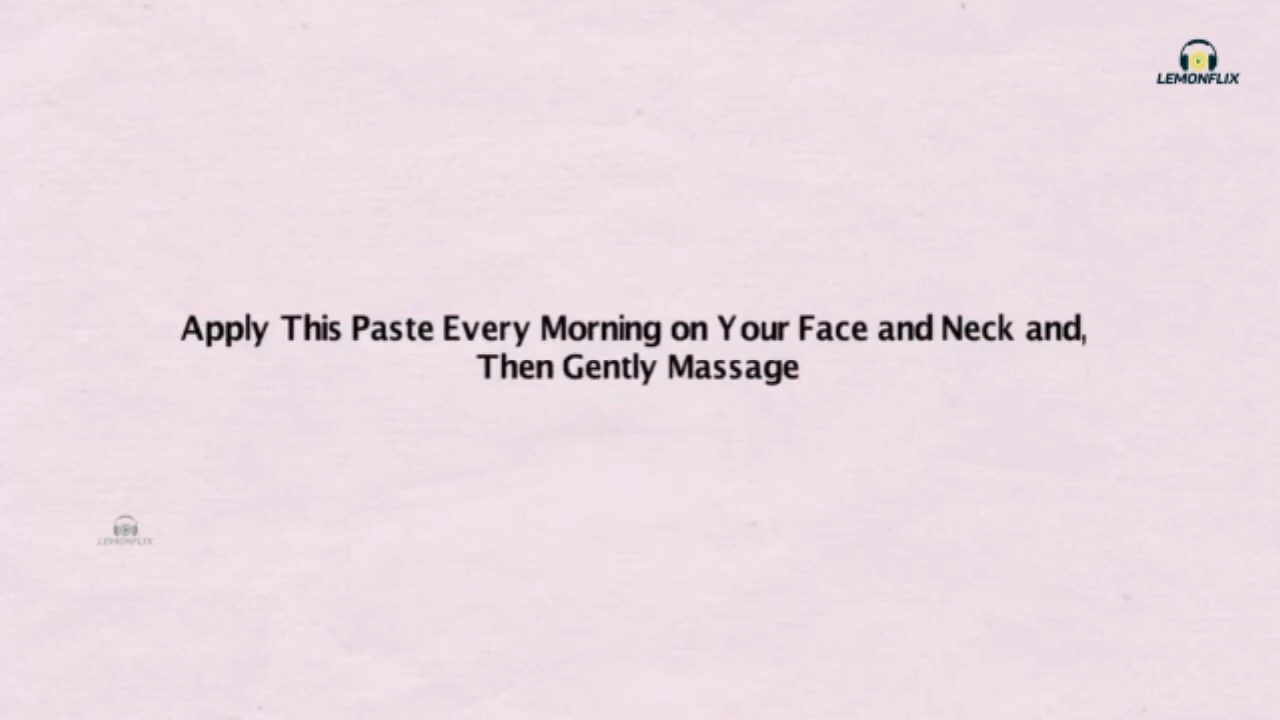 LEMONFLIX
Apply This Paste Every Morning on Your Face and Neck and,
Then Gently Massage
LEMONFLIX